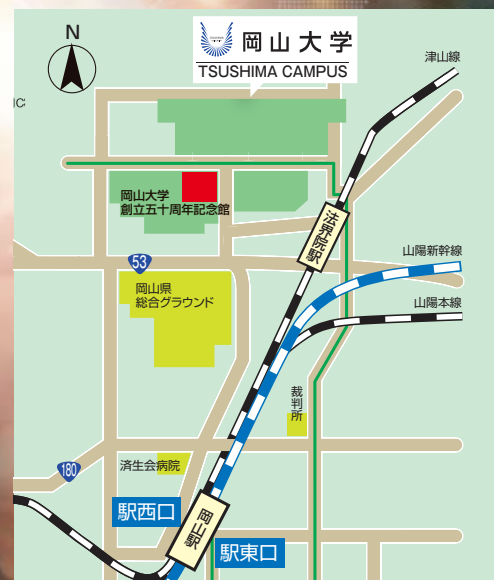 N
岡山大学
TSUSHIMA CAMPUS
津山線
IC
岡山大学
創立五十周年記念館
法界院駅
53
山陽新幹線
岡山県
総合グラウンド
山陽本線
裁判所
180
済生会病院
駅西口
岡山駅
駅東口